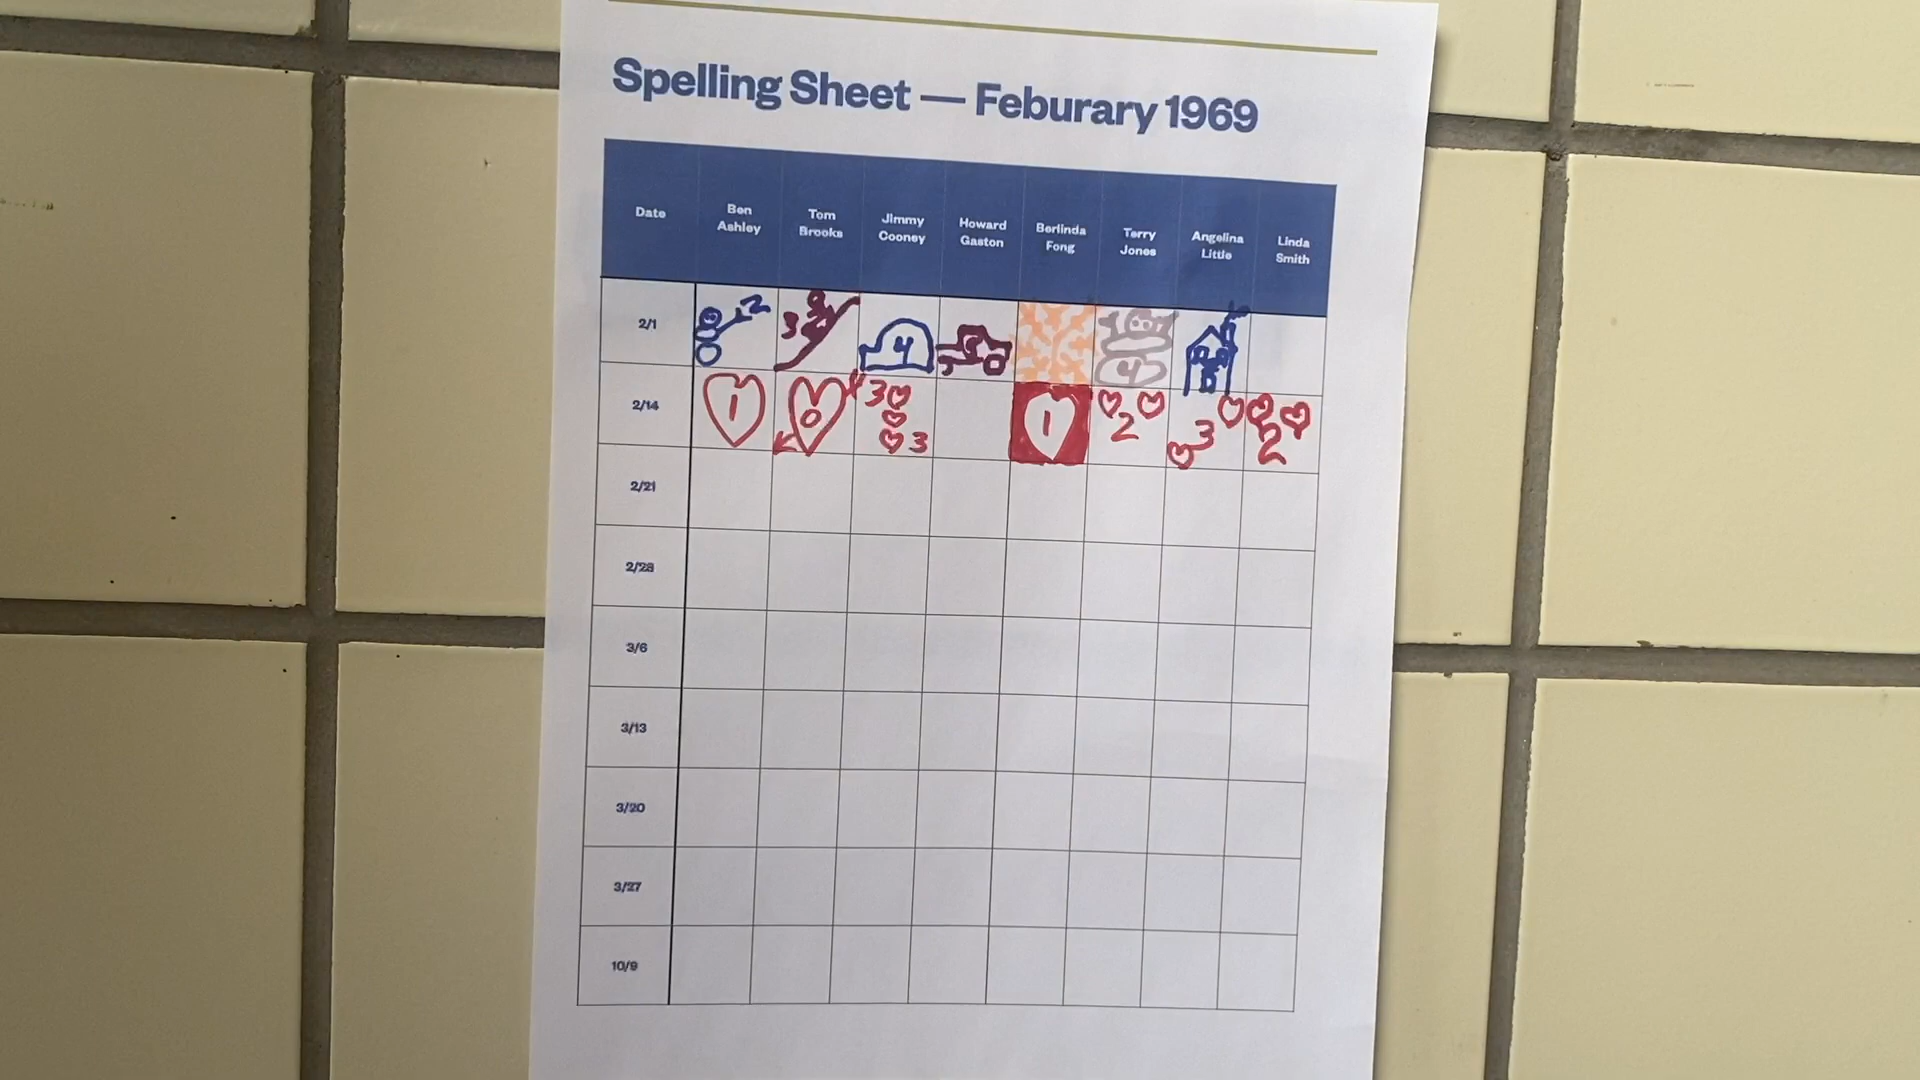 Spelling Sheet — Feburary 1969
Date
Ben
Ashley
Tom
Brooks
Jimmy
Cooney
Howard
Gaston
Berlinda
Fong
Terry
Jones
Angelina
Little
Linda
Smith
2/1
2
3
4
4
2/14
1
0
3
3
1
2
3
2
2/21
2/28
3/6
3/13
3/20
3/27
10/9